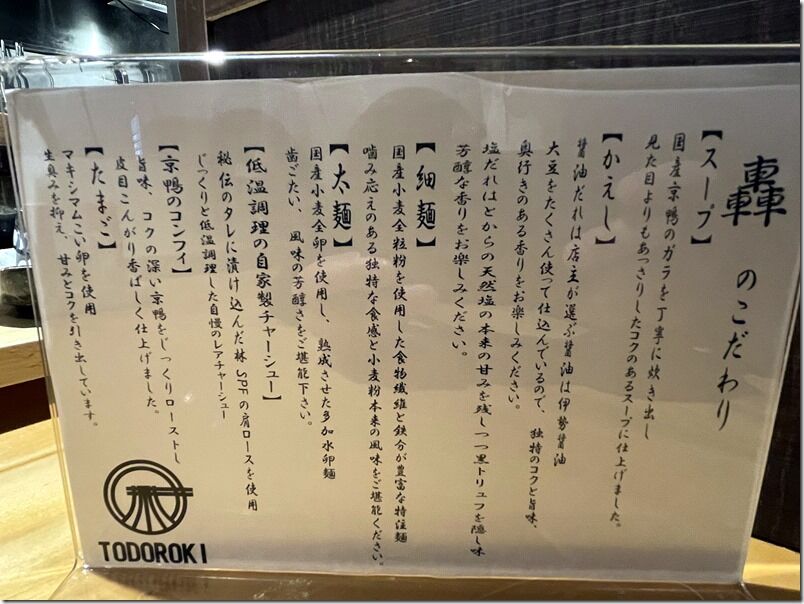 轟のこだわり
【スープ】
国産京鴨のガラを丁寧に炊き出し
見た目よりもあっさりしたコクのあるスープに仕上げました。
【かえし】
醤油だれは店主が選ぶ醤油は伊勢醤油
大豆をたくさん使って仕込んでいるので、独特のコクと旨味、
奥行きのある香りをお楽しみください。
塩だれはどからの天然塩の本来の甘みを残しつつ黒トリュフを隠し味
芳醇な香りをお楽しみください。
【細麺】
国産小麦全粒粉を使用した食物繊維と鉄分が豊富な特注麺
噛み応えのある独特な食感と小麦粉本来の風味をご堪能ください。
【太麺】
国産小麦全卵を使用し、熟成させた多加水卵麺
歯ごたい、風味の芳醇さをご堪能下さい。
【低温調理の自家製チャーシュー】
秘伝のタレに漬け込んだ林SPFの肩ロースを使用
じっくりと低温調理した自慢のレアチャーシュー
【京鴨のコンフィ】
旨味、コクの深い京鴨をじっくりローストし
皮目こんがり香ばしく仕上げました。
【たまご】
マキシマムこい卵を使用
生臭みを抑え、甘みとコクを引き出しています。
TODOROKI